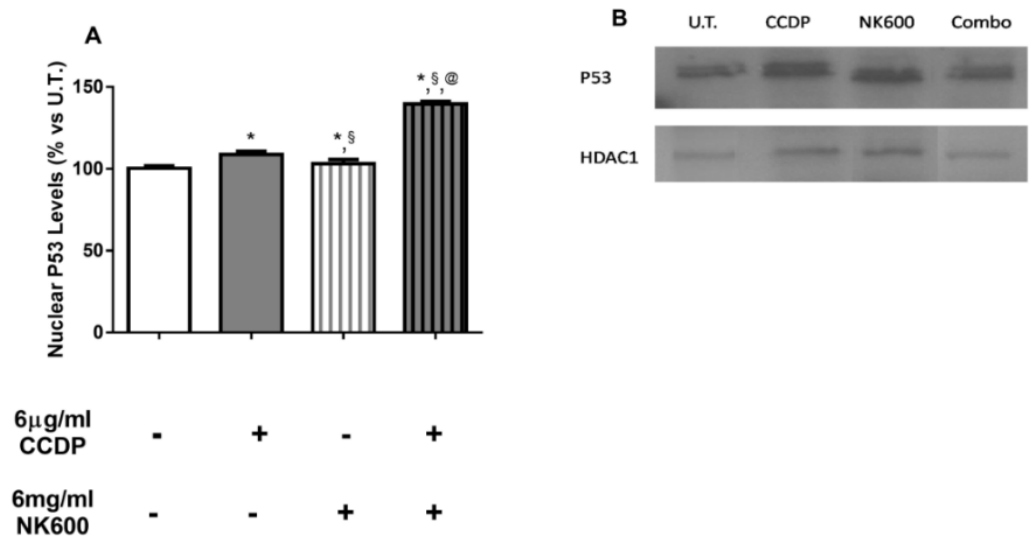 A
Nuclear P53 Levels (% vs U.T.)
150
100
50
0
*
*, §
*, §, @
6µg/ml
CCDP
- + - +
6mg/ml
NK600
- - + +
B
U.T. CCDP NK600 Combo
P53
HDAC1